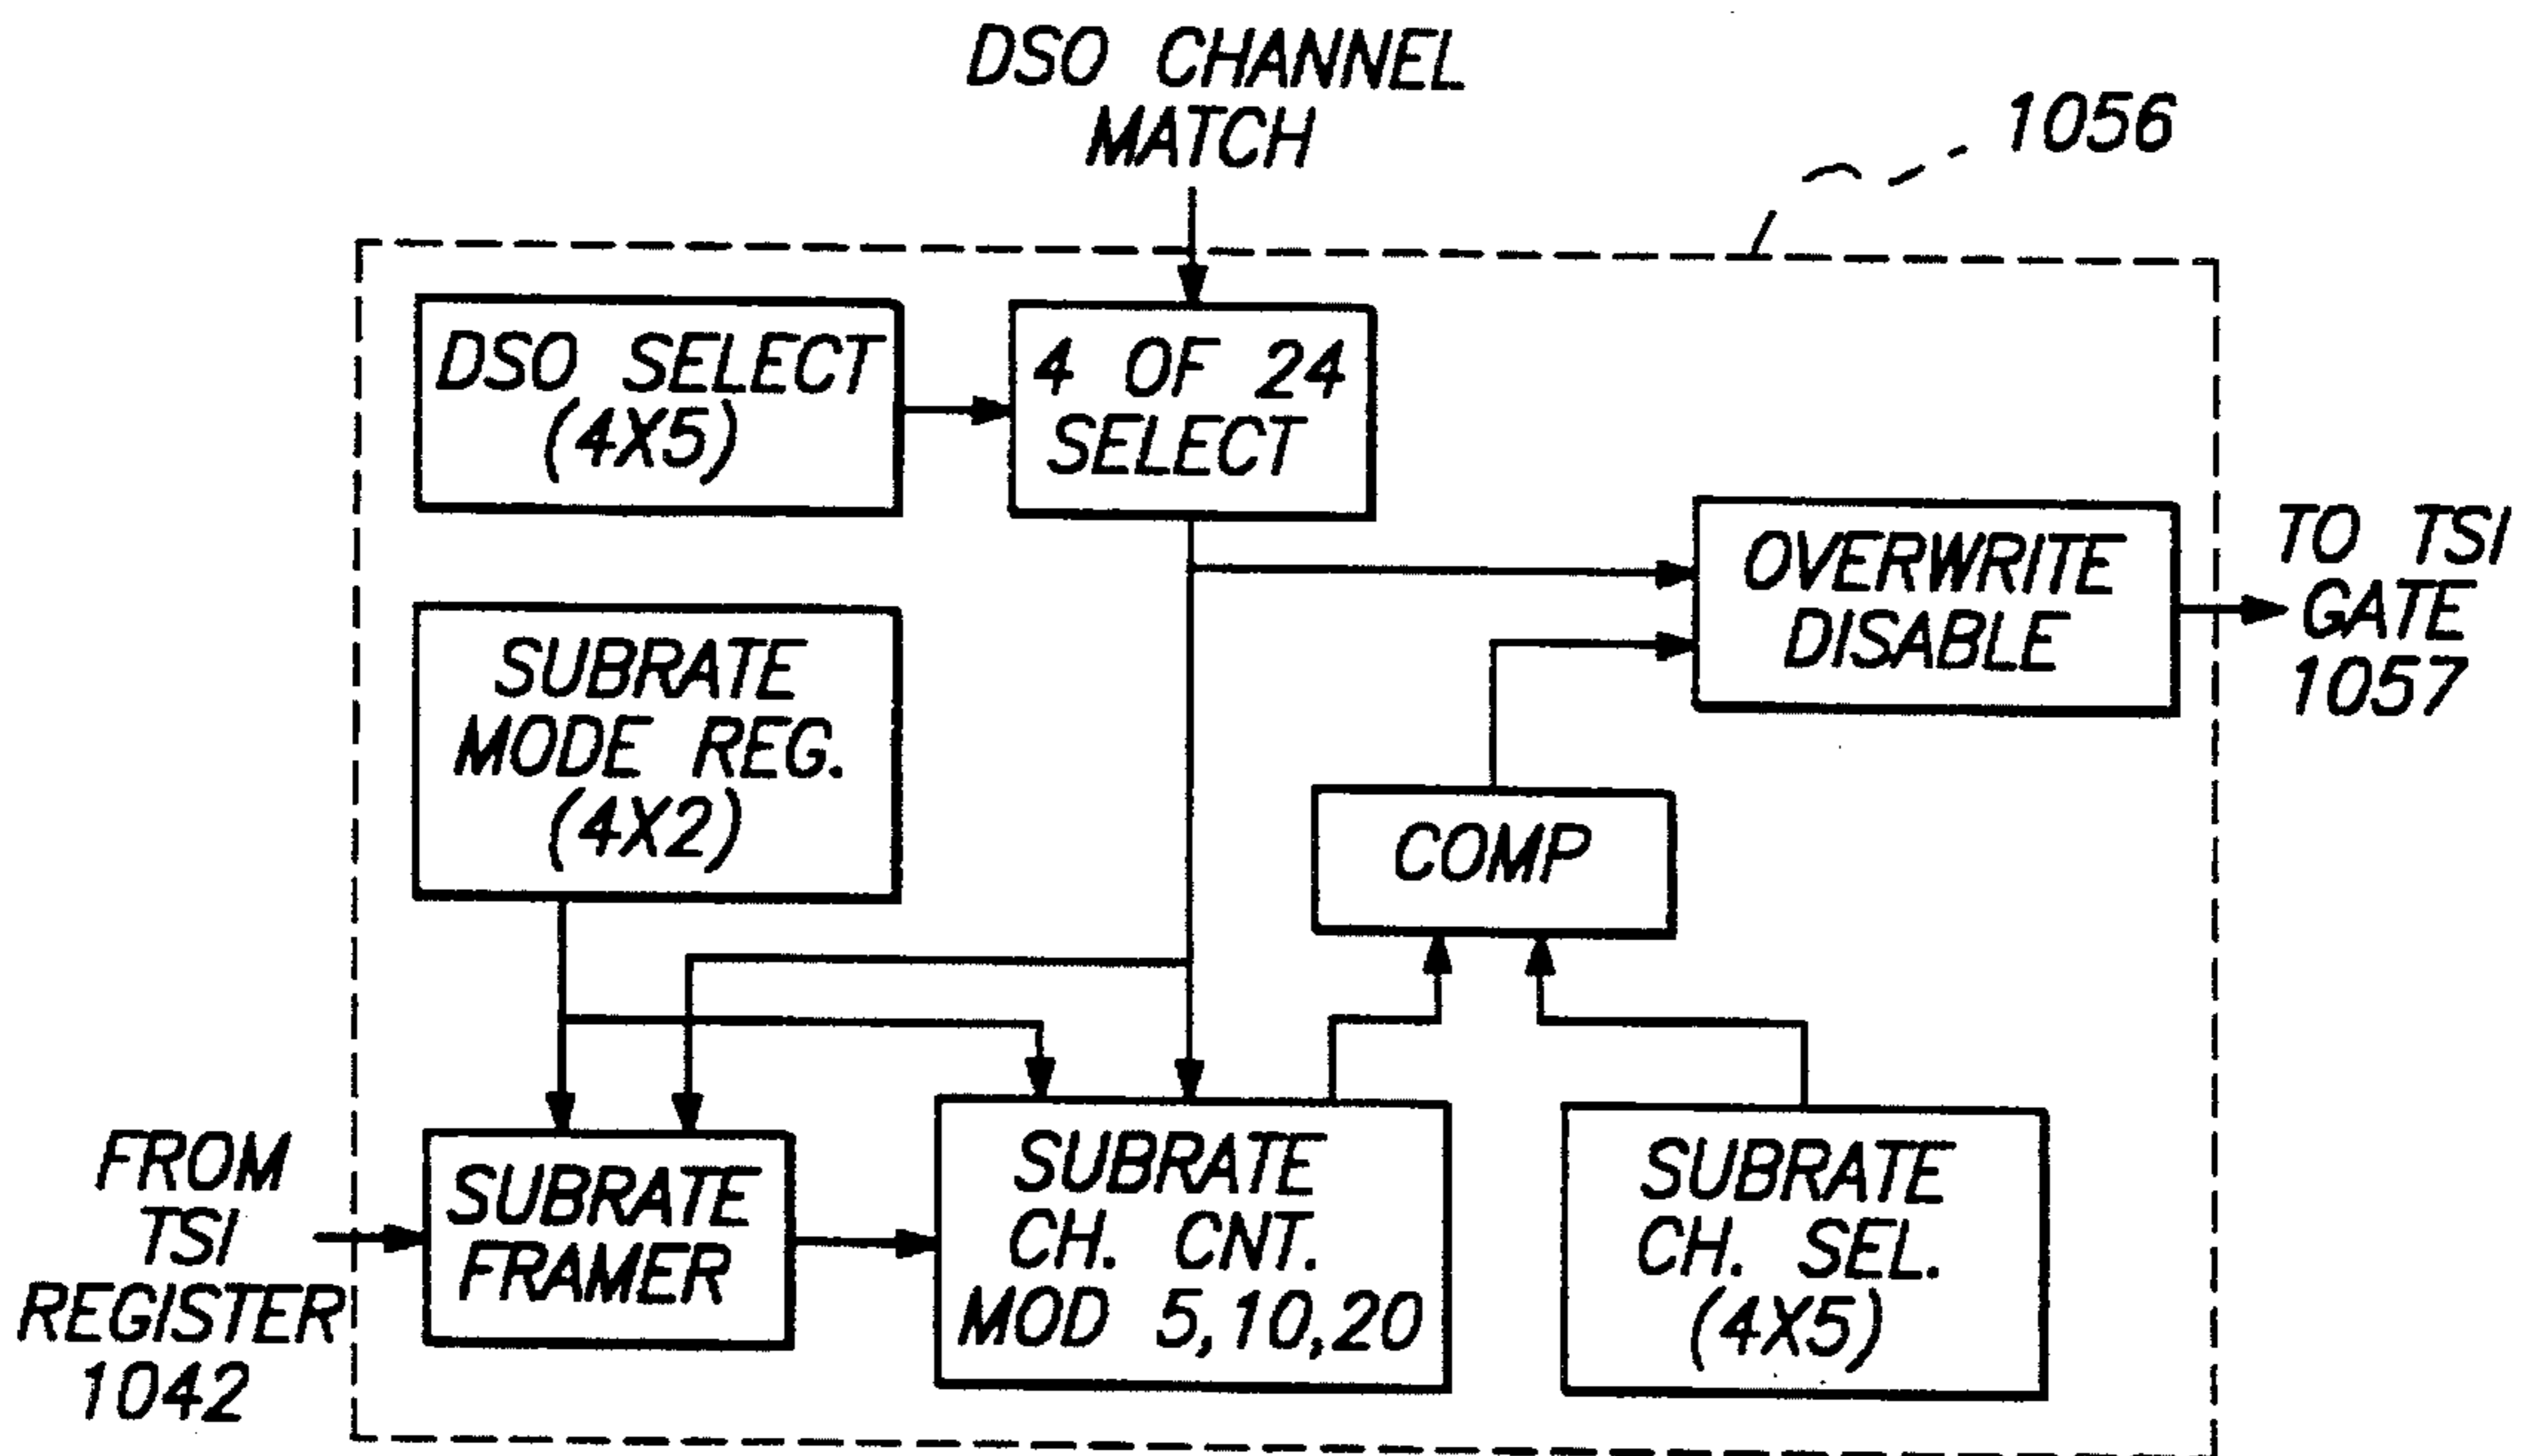 DSO CHANNEL
MATCH
1056
DSO SELECT
(4X5)
4 OF 24
SELECT
OVERWRITE
DISABLE
TO TSI
GATE
1057
SUBRATE
MODE REG.
(4X2)
COMP
FROM
TSI
REGISTER
1042
SUBRATE
FRAMER
SUBRATE
CH. CNT.
MOD 5,10,20
SUBRATE
CH. SEL.
(4X5)